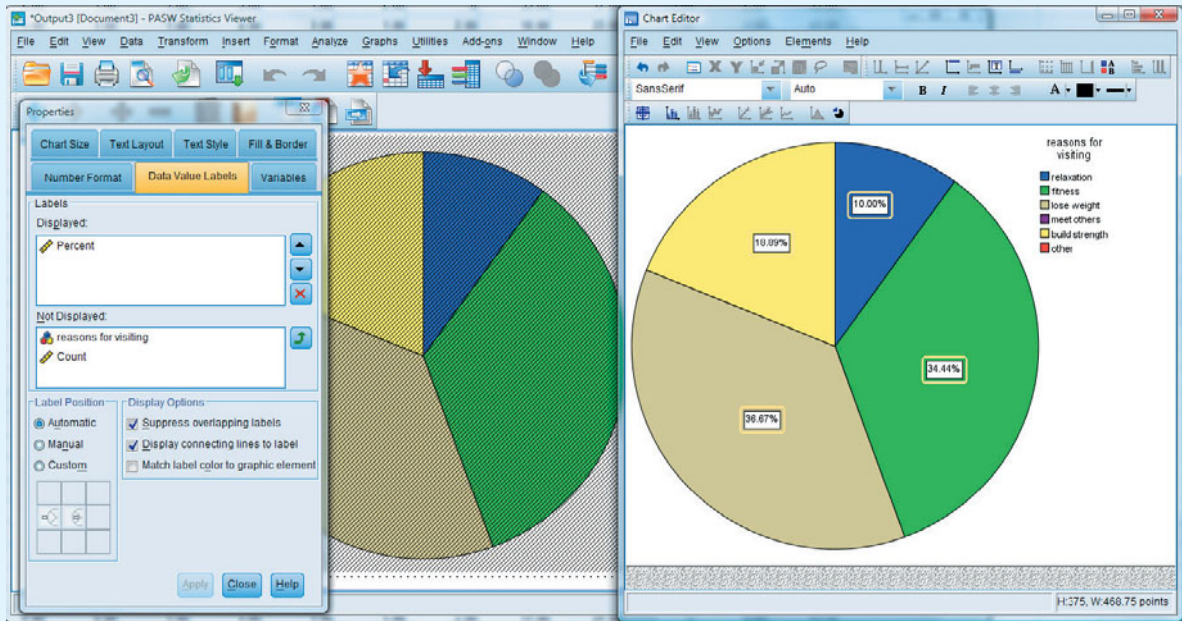 *Output3 [Document3] - PASW Statistics Viewer
File Edit View Data Transform Insert Format Analyze Graphs Utilities Add-ons Window Help
Properties
Chart Size Text Layout Text Style Fill & Border
Number Format Data Value Labels Variables
Labels
Displayed:
Percent
Not Displayed:
reasons for visiting
Count
Label Position
Automatic
Manual
Custom
Display Options
Suppress overlapping labels
Display connecting lines to label
Match label color to graphic element
Apply Close Help
Chart Editor
File Edit View Options Elements Help
X Y
SansSerif Auto B I A
reasons for
visiting
relaxation
fitness
lose weight
meet others
build strength
other
10.00%
18.89%
34.44%
36.67%
H:375, W:468.75 points